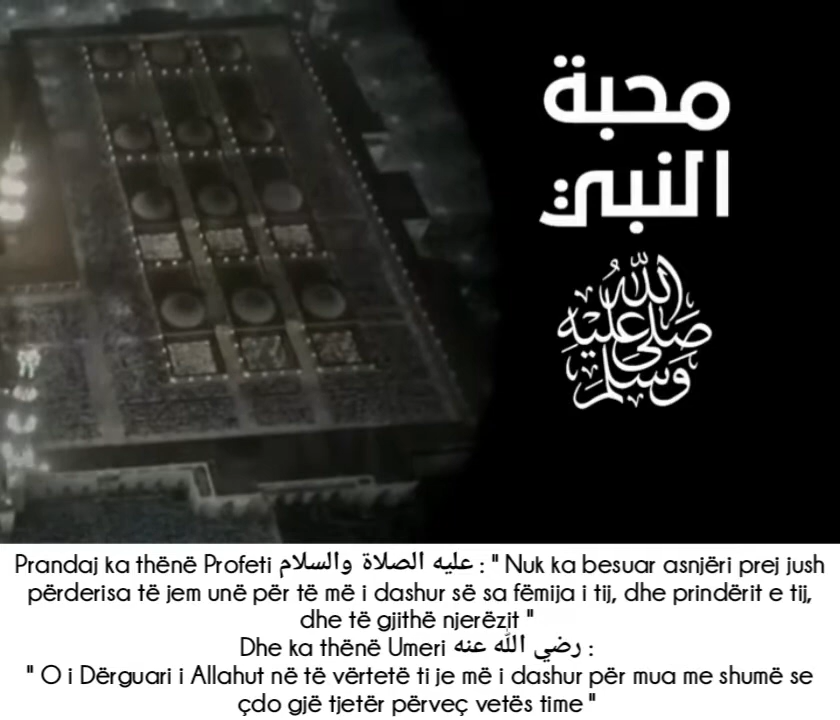 محبة
النبي
صلى الله عليه وسلم
Prandaj ka thënë Profeti عليه الصلاة والسلام : " Nuk ka besuar asnjëri prej jush
përderisa të jem unë për të më i dashur së sa fëmija i tij, dhe prindërit e tij,
dhe të gjithë njerëzit "
Dhe ka thënë Umeri رضي الله عنه :
" O i Dërguari i Allahut në të vërtetë ti je më i dashur për mua me shumë se
çdo gjë tjetër përveç vetës time "